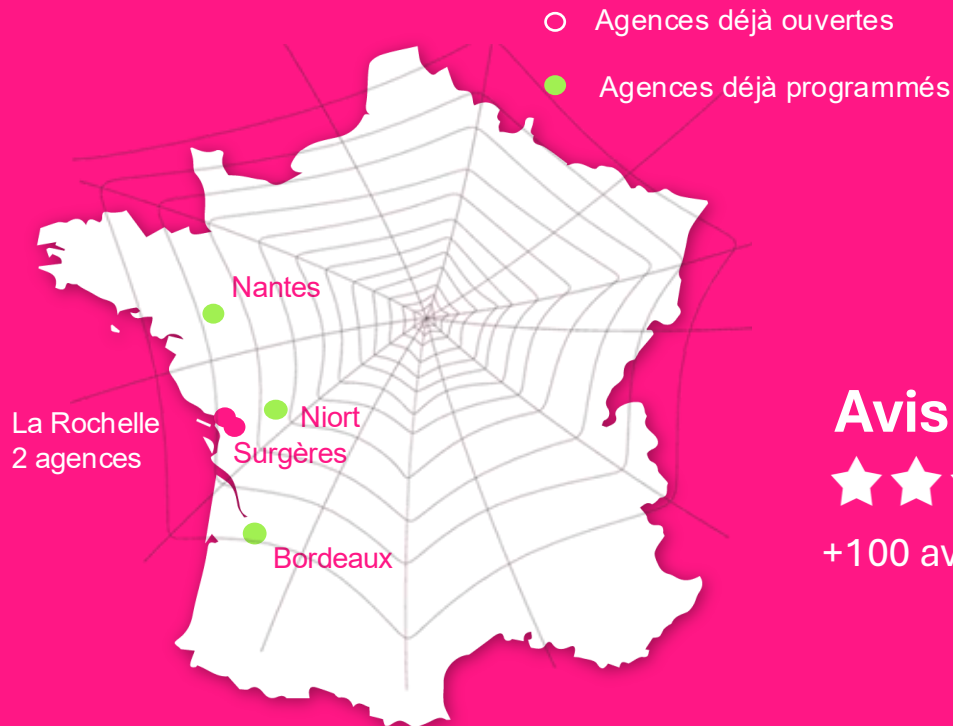 Agences déjà ouvertes
Agences déjà programmés
Nantes
La Rochelle
2 agences
Niort
Surgères
Bordeaux
Avis
+100 av